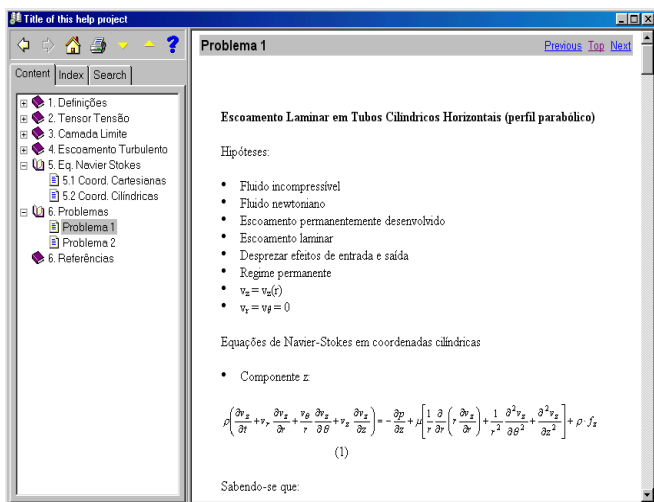 Title of this help project
Problema 1
Previous Top Next
Content Index Search
1. Definições
2. Tensor Tensão
3. Camada Limite
4. Escoamento Turbulento
5. Eq. Navier Stokes
5.1 Coord. Cartesianas
5.2 Coord. Cilíndricas
6. Problemas
Problema 1
Problema 2
6. Referências
Escoamento Laminar em Tubos Cilíndricos Horizontais (perfil parabólico)
Hipóteses:
• Fluido incompressível
• Fluido newtoniano
• Escoamento permanentemente desenvolvido
• Escoamento laminar
• Desprezar efeitos de entrada e saída
• Regime permanente
• v_z = v_z(r)
• v_r = v_θ = 0
Equações de Navier-Stokes em coordenadas cilíndricas
• Componente z:
ρ(∂v_z/∂t + v_r ∂v_z/∂r + v_θ/r ∂v_z/∂θ + v_z ∂v_z/∂z) = -∂p/∂z + μ[1/r ∂/∂r(r ∂v_z/∂r) + 1/r² ∂²v_z/∂θ² + ∂²v_z/∂z²] + ρ·f_z
(1)
Sabendo-se que: